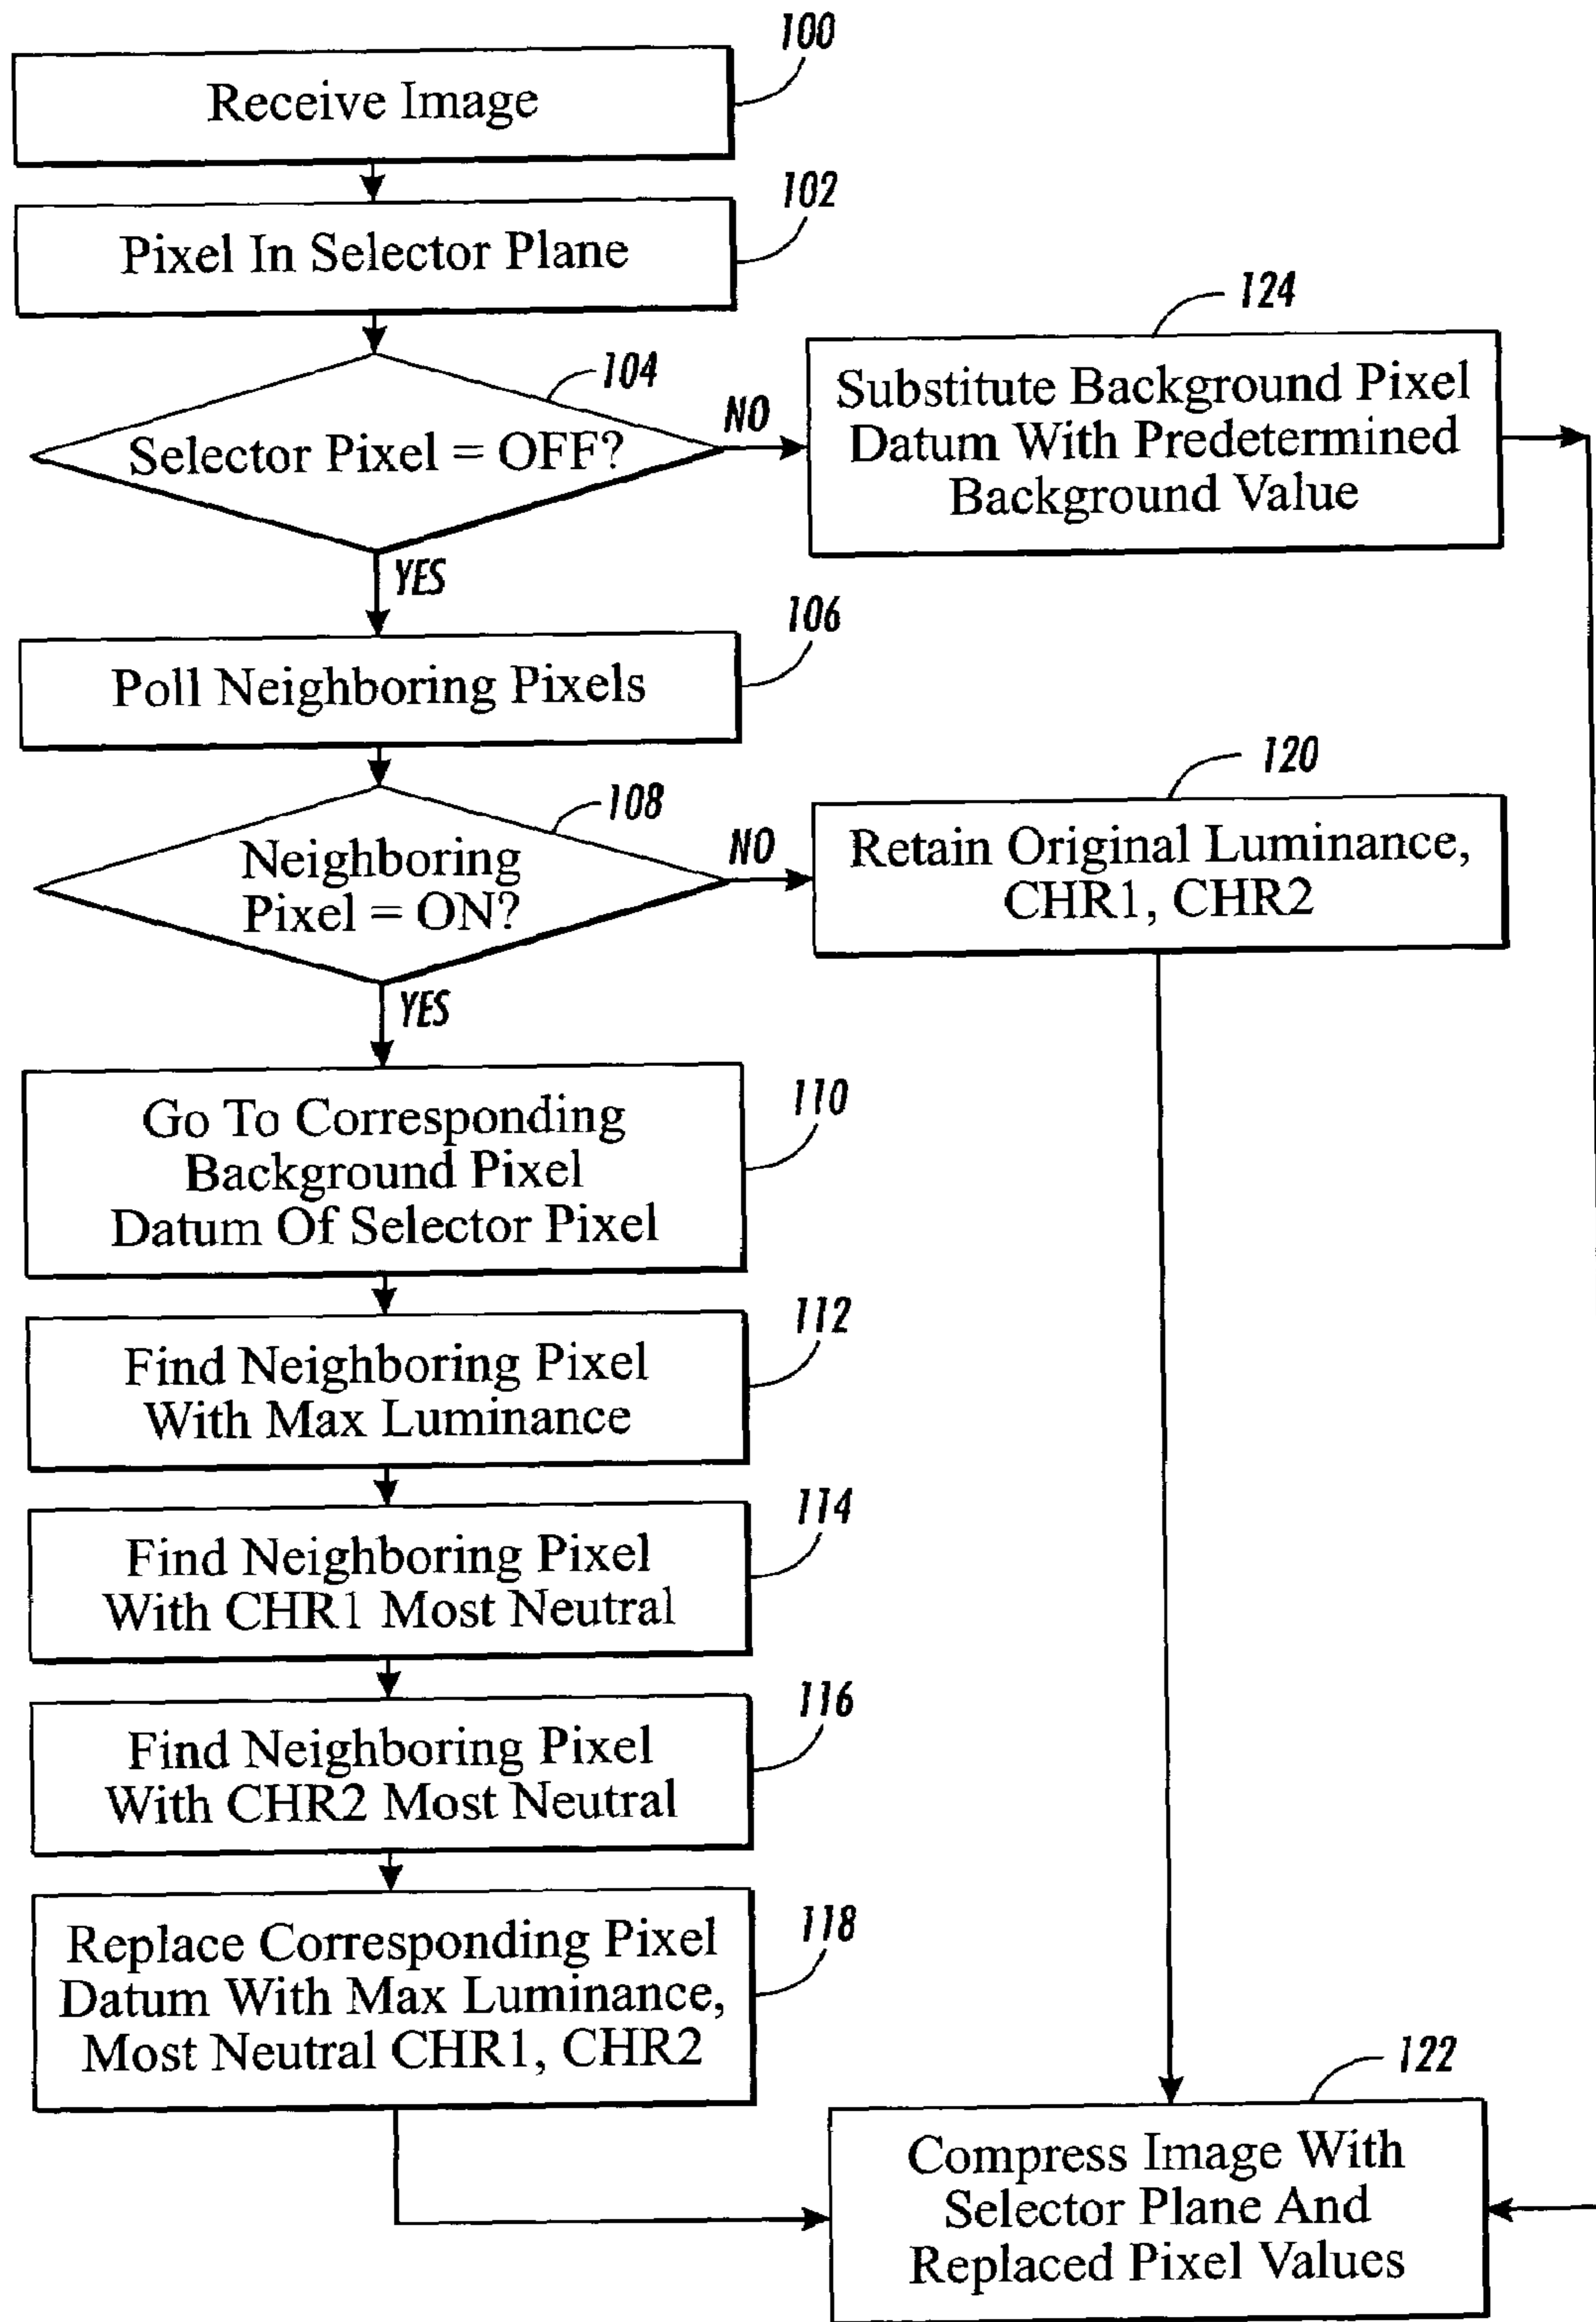 100
Receive Image
102
Pixel In Selector Plane
104
Selector Pixel = OFF?
NO
124
Substitute Background Pixel
Datum With Predetermined
Background Value
YES
106
Poll Neighboring Pixels
108
Neighboring
Pixel = ON?
NO
120
Retain Original Luminance,
CHR1, CHR2
YES
110
Go To Corresponding
Background Pixel
Datum Of Selector Pixel
112
Find Neighboring Pixel
With Max Luminance
114
Find Neighboring Pixel
With CHR1 Most Neutral
116
Find Neighboring Pixel
With CHR2 Most Neutral
118
Replace Corresponding Pixel
Datum With Max Luminance,
Most Neutral CHR1, CHR2
122
Compress Image With
Selector Plane And
Replaced Pixel Values